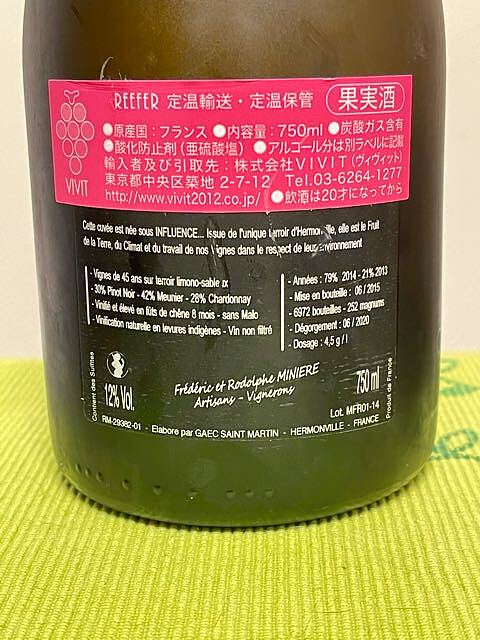 REEFER 定温輸送・定温保管 果実酒
●原産国：フランス ●内容量：750ml ●炭酸ガス含有
●酸化防止剤（亜硫酸塩） ●アルコール分は別ラベルに記載
輸入者及び引取先：株式会社VIVIT（ヴィヴィット）
東京都中央区築地 2-7-12 Tel.03-6264-1277
http://www.vivit2012.co.jp/ ●飲酒は20才になってから
VIVIT
Cette cuvée est née sous INFLUENCE... Issue de l'unique terroir d'Hermonville, elle est le Fruit
de la Terre, du Climat et du travail de nos Vignes dans le respect de leur environnement
- Vignes de 45 ans sur terroir limono-sableux
- 30% Pinot Noir - 42% Meunier - 28% Chardonnay
- Vinifié et élevé en fûts de chêne 8 mois - sans Malo
- Vinification naturelle en levures indigènes - Vin non filtré
- Années : 79% 2014 - 21% 2013
- Mise en bouteille : 06 / 2015
- 6972 bouteilles - 252 magnums
- Dégorgement : 06 / 2020
- Dosage : 4,5 g / l
Contient des Sulfites
12% Vol.
Frédéric et Rodolphe MINIERE
Artisans - Vignerons
750 ml
Produit de France
Lot. MFR01-14
RM-29382-01 - Elabore par GAEC SAINT MARTIN - HERMONVILLE - FRANCE